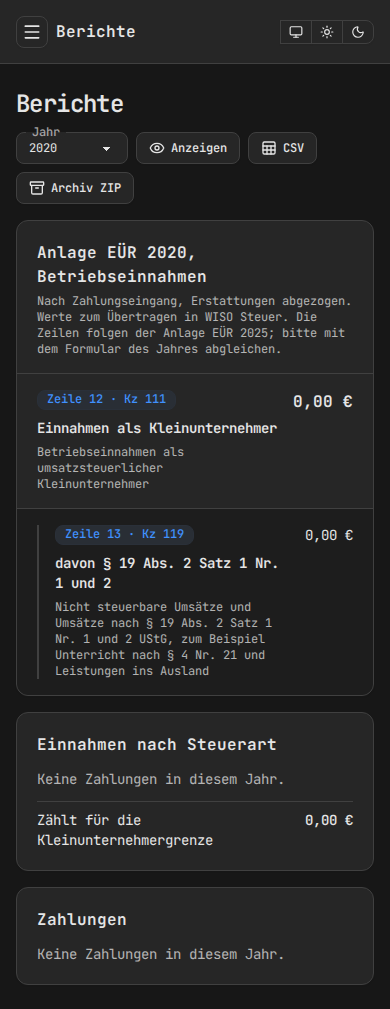 Berichte
Berichte
Jahr
2020
Anzeigen
CSV
Archiv ZIP
Anlage EÜR 2020,
Betriebseinnahmen
Nach Zahlungseingang, Erstattungen abgezogen.
Werte zum Übertragen in WISO Steuer. Die
Zeilen folgen der Anlage EÜR 2025; bitte mit
dem Formular des Jahres abgleichen.
Zeile 12 · Kz 111
0,00 €
Einnahmen als Kleinunternehmer
Betriebseinnahmen als
umsatzsteuerlicher
Kleinunternehmer
Zeile 13 · Kz 119
0,00 €
davon § 19 Abs. 2 Satz 1 Nr.
1 und 2
Nicht steuerbare Umsätze und
Umsätze nach § 19 Abs. 2 Satz 1
Nr. 1 und 2 UStG, zum Beispiel
Unterricht nach § 4 Nr. 21 und
Leistungen ins Ausland
Einnahmen nach Steuerart
Keine Zahlungen in diesem Jahr.
Zählt für die
Kleinunternehmergrenze
0,00 €
Zahlungen
Keine Zahlungen in diesem Jahr.